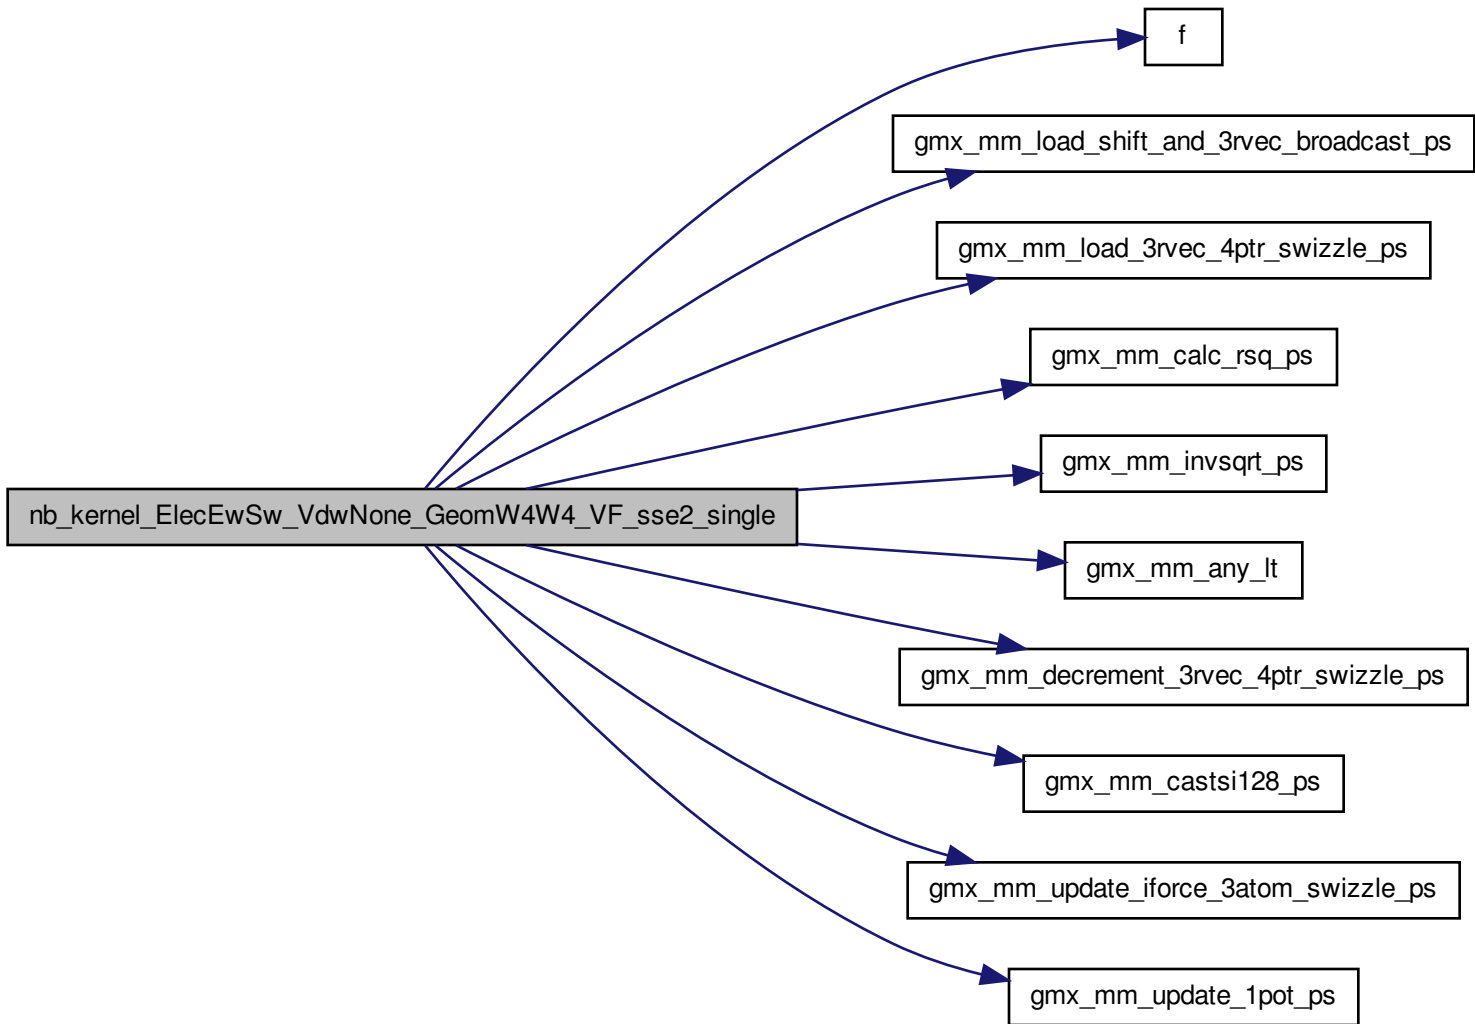 f
gmx_mm_load_shift_and_3rvec_broadcast_ps
gmx_mm_load_3rvec_4ptr_swizzle_ps
gmx_mm_calc_rsq_ps
gmx_mm_invsqrt_ps
nb_kernel_ElecEwSw_VdwNone_GeomW4W4_VF_sse2_single
gmx_mm_any_lt
gmx_mm_decrement_3rvec_4ptr_swizzle_ps
gmx_mm_castsi128_ps
gmx_mm_update_iforce_3atom_swizzle_ps
gmx_mm_update_1pot_ps